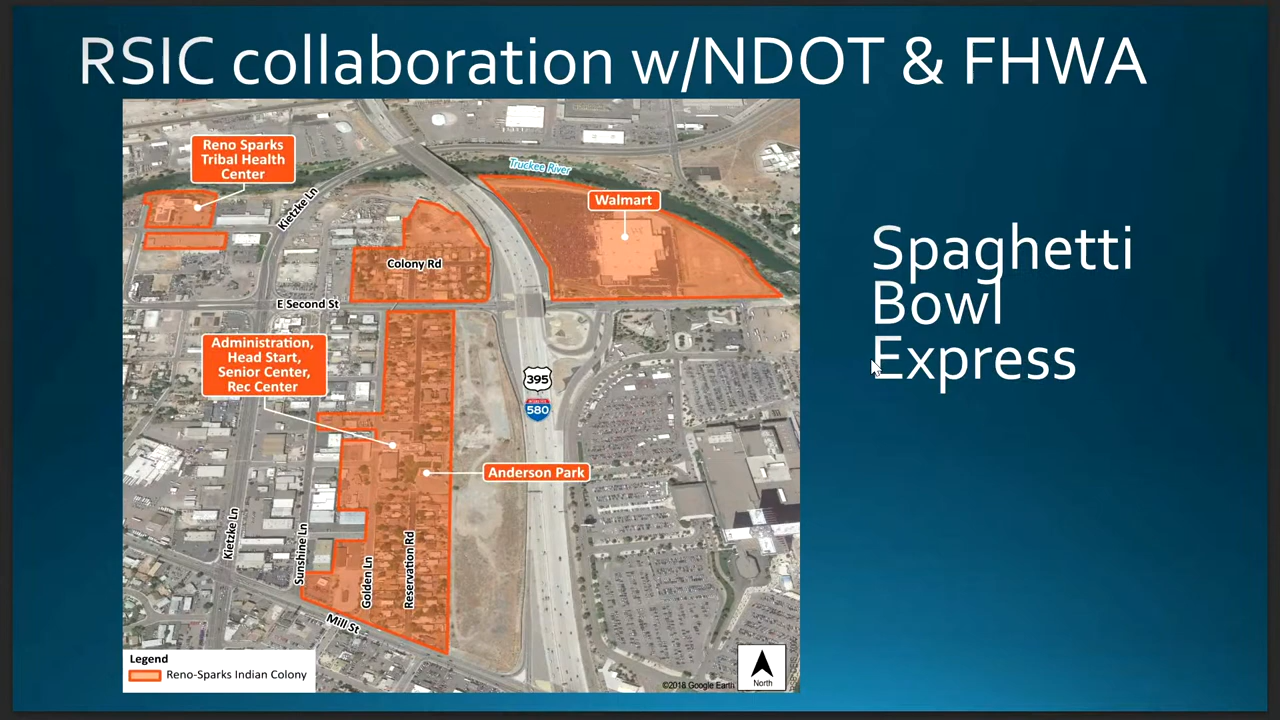 RSIC collaboration w/NDOT & FHWA
Reno Sparks
Tribal Health
Center
Truckee River
Kietzke Ln
Walmart
Colony Rd
E Second St
Spaghetti
Bowl
Express
Administration,
Head Start,
Senior Center,
Rec Center
395
580
Anderson Park
Kietzke Ln
Sunshine Ln
Golden Ln
Reservation Rd
Mill St
Legend
Reno-Sparks Indian Colony
©2018 Google Earth
North